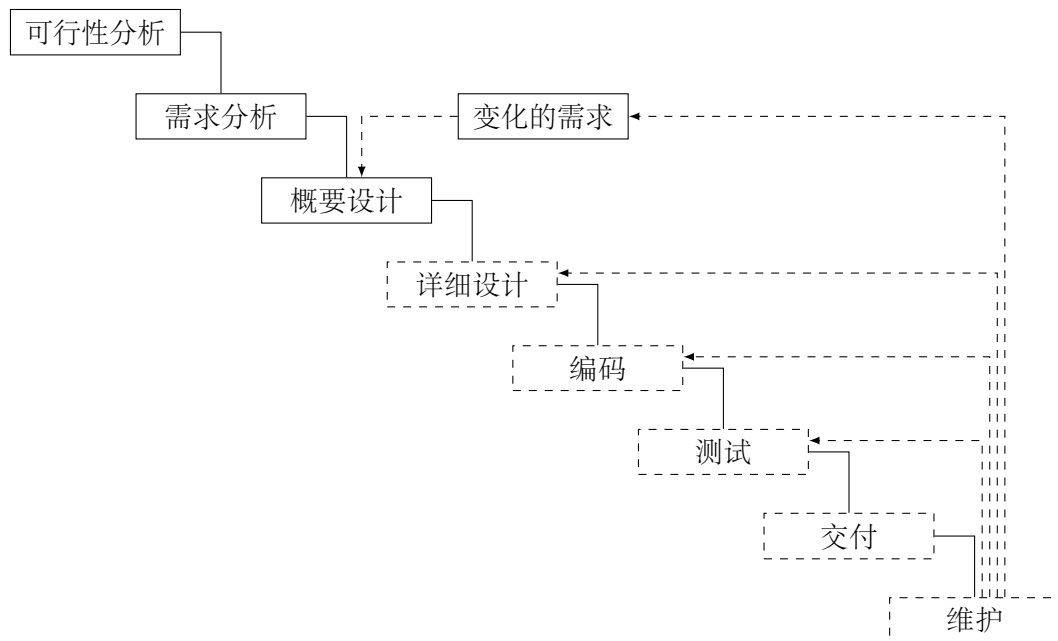 可行性分析
需求分析
变化的需求
概要设计
详细设计
编码
测试
交付
维护